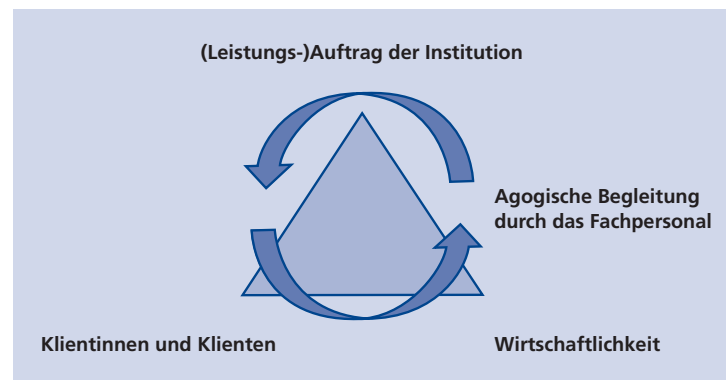 (Leistungs-)Auftrag der Institution
Agogische Begleitung
durch das Fachpersonal
Klientinnen und Klienten
Wirtschaftlichkeit